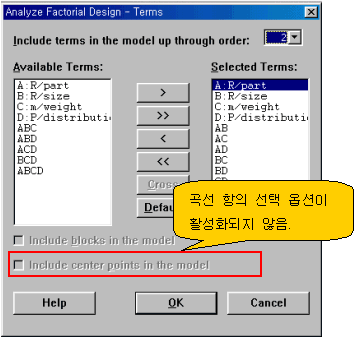 Analyze Factorial Design - Terms
Include terms in the model up through order: 2
Available Terms:
A:R/part
B:R/size
C:m/weight
D:P/distributi
ABC
ABD
ACD
BCD
ABCD
>
>>
<
<<
Cross
Defau
Selected Terms:
A:R/part
B:R/size
C:m/weight
D:P/distributi
AB
AC
AD
BC
BD
곡선 항의 선택 옵션이
활성화되지 않음.
Include blocks in the model
Include center points in the model
Help
OK
Cancel